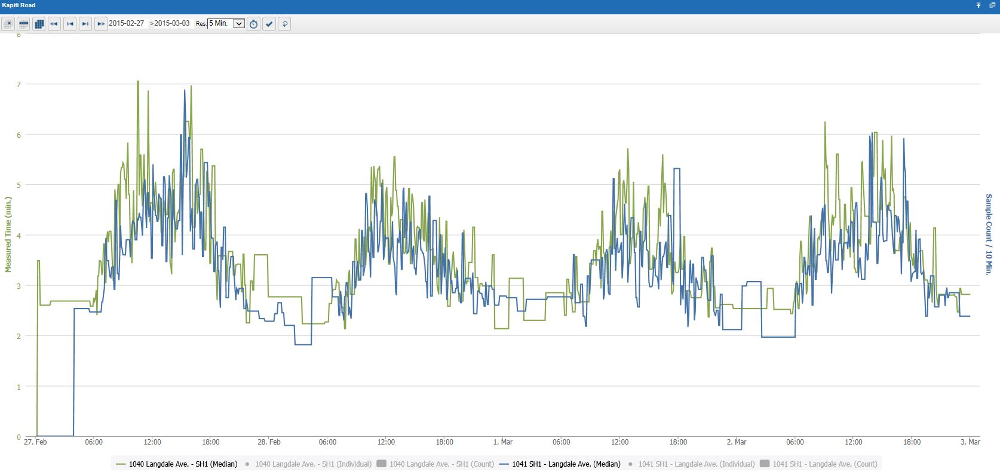 Kapiti Road
2015-02-27 >2015-03-03 Res: 5 Min.
8
7
6
5
4
3
2
1
0
Measured Time (min.)
Sample Count / 10 Min.
27. Feb 06:00 12:00 18:00 28. Feb 06:00 12:00 18:00 1. Mar 06:00 12:00 18:00 2. Mar 06:00 12:00 18:00 3. Mar
1040 Langdale Ave. - SH1 (Median) 1040 Langdale Ave. - SH1 (Individual) 1040 Langdale Ave. - SH1 (Count) 1041 SH1 - Langdale Ave. (Median) 1041 SH1 - Langdale Ave. (Individual) 1041 SH1 - Langdale Ave. (Count)